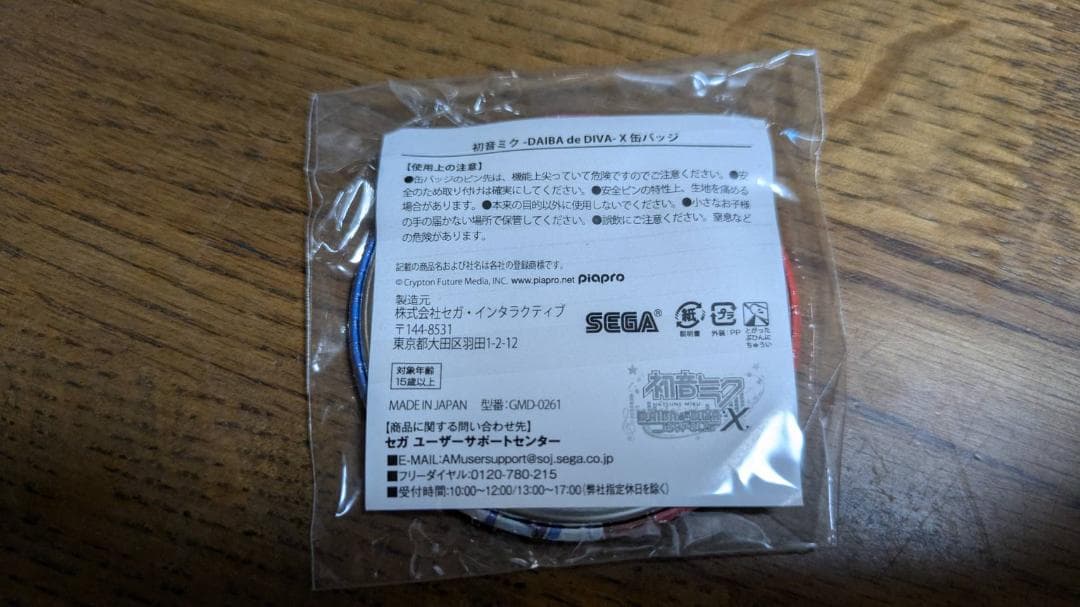 初音ミク -DAIBA de DIVA- X 缶バッジ
【使用上の注意】
●缶バッジのピン先は、機能上尖っていて危険ですのでご注意ください。●安
全のため取り付けは確実にしてください。●安全ピンの特性上、生地を痛める
場合があります。●本来の目的以外に使用しないでください。●小さなお子様
の手の届かない場所で保管してください。●誤飲にご注意ください。窒息など
の危険があります。
記載の商品名および社名は各社の登録商標です。
© Crypton Future Media, INC. www.piapro.net piapro
製造元
株式会社セガ・インタラクティブ
〒144-8531
東京都大田区羽田1-2-12
SEGA®
紙
説明書
プラ
外装:PP
とがった
ぶひんに
ちゅうい
対象年齢
15歳以上
MADE IN JAPAN 型番:GMD-0261
初音ミク
HATSUNE MIKU
X
【商品に関する問い合わせ先】
セガ ユーザーサポートセンター
■E-MAIL:AMusersupport@soj.sega.co.jp
■フリーダイヤル:0120-780-215
■受付時間:10:00~12:00/13:00~17:00(弊社指定休日を除く)